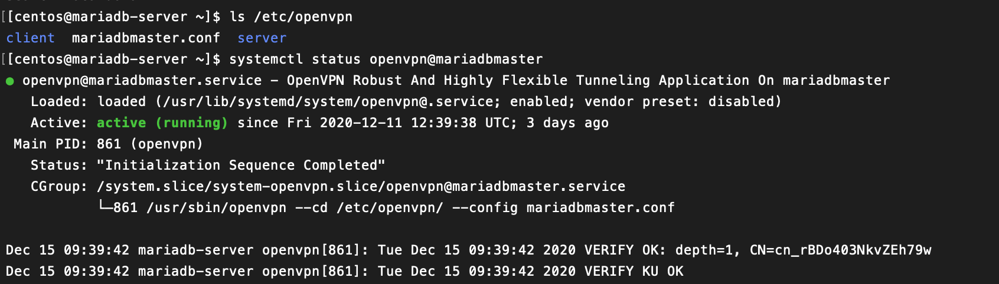 [[centos@mariadb-server ~]$ ls /etc/openvpn
client  mariadbmaster.conf  server
[[centos@mariadb-server ~]$ systemctl status openvpn@mariadbmaster
● openvpn@mariadbmaster.service - OpenVPN Robust And Highly Flexible Tunneling Application On mariadbmaster
   Loaded: loaded (/usr/lib/systemd/system/openvpn@.service; enabled; vendor preset: disabled)
   Active: active (running) since Fri 2020-12-11 12:39:38 UTC; 3 days ago
 Main PID: 861 (openvpn)
   Status: "Initialization Sequence Completed"
   CGroup: /system.slice/system-openvpn.slice/openvpn@mariadbmaster.service
           └─861 /usr/sbin/openvpn --cd /etc/openvpn/ --config mariadbmaster.conf
Dec 15 09:39:42 mariadb-server openvpn[861]: Tue Dec 15 09:39:42 2020 VERIFY OK: depth=1, CN=cn_rBDo403NkvZEh79w
Dec 15 09:39:42 mariadb-server openvpn[861]: Tue Dec 15 09:39:42 2020 VERIFY KU OK